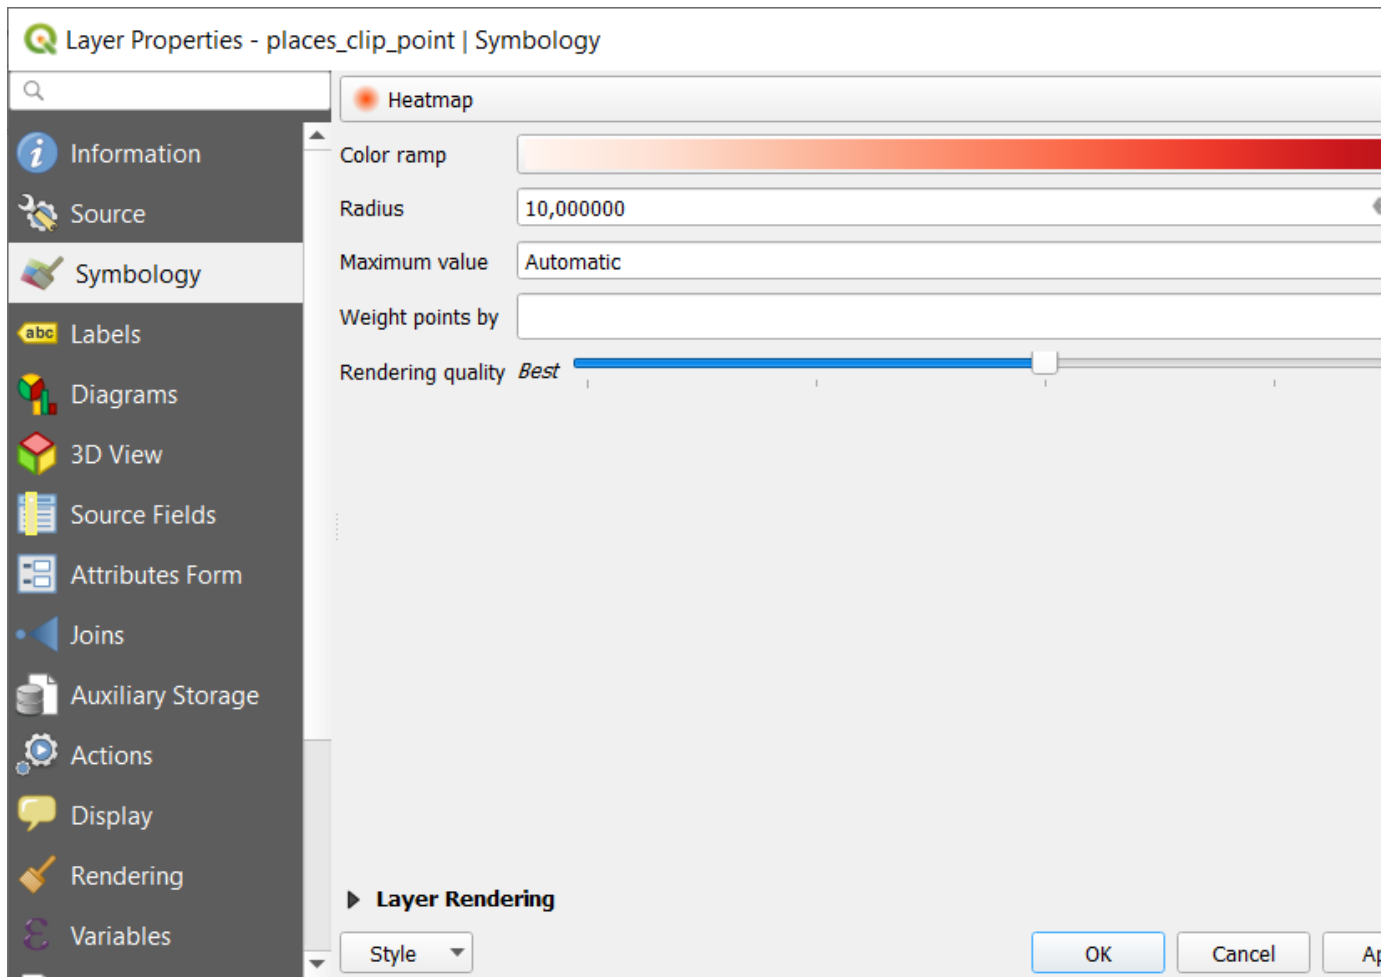 Layer Properties - places_clip_point | Symbology
Heatmap
Information
Color ramp
Source
Radius 10,000000
Symbology
Maximum value Automatic
Labels
Weight points by
Rendering quality Best
Diagrams
3D View
Source Fields
Attributes Form
Joins
Auxiliary Storage
Actions
Display
Rendering
Variables
Layer Rendering
Style
OK
Cancel
Ap